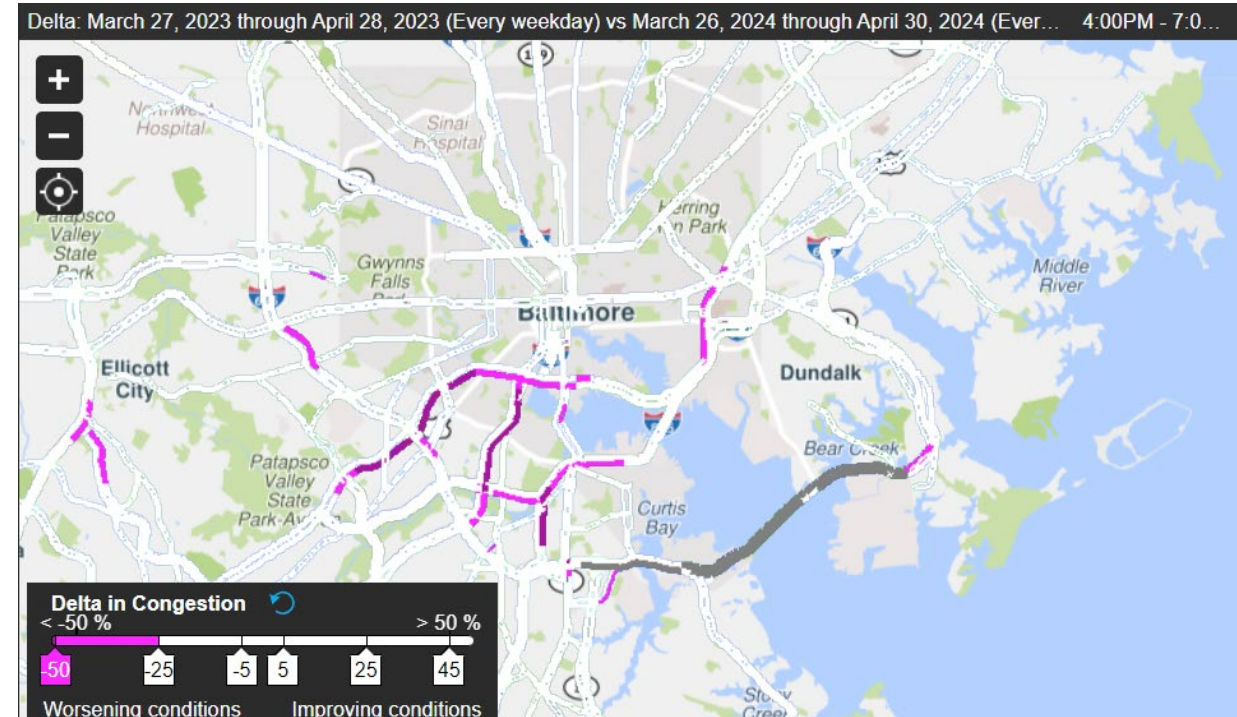 Delta: March 27, 2023 through April 28, 2023 (Every weekday) vs March 26, 2024 through April 30, 2024 (Ever... 4:00PM - 7:0...
+
−
Hospital
Sinai
Hospital
Patapsco
Valley
State
Park
Herring
Run Park
Gwynns
Falls
Middle
River
Baltimore
Ellicott
City
Dundalk
Bear Creek
Patapsco
Valley
State
Curtis
Bay
Delta in Congestion
< -50 % > 50 %
-50 -25 -5 5 25 45
Worsening conditions Improving conditions